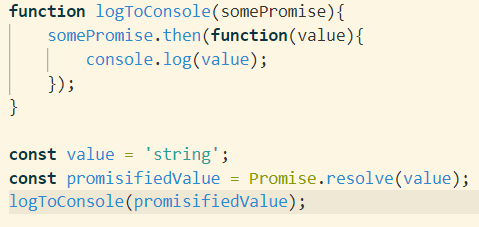 function logToConsole(somePromise){
    somePromise.then(function(value){
        console.log(value);
    });
}

const value = 'string';
const promisifiedValue = Promise.resolve(value);
logToConsole(promisifiedValue);